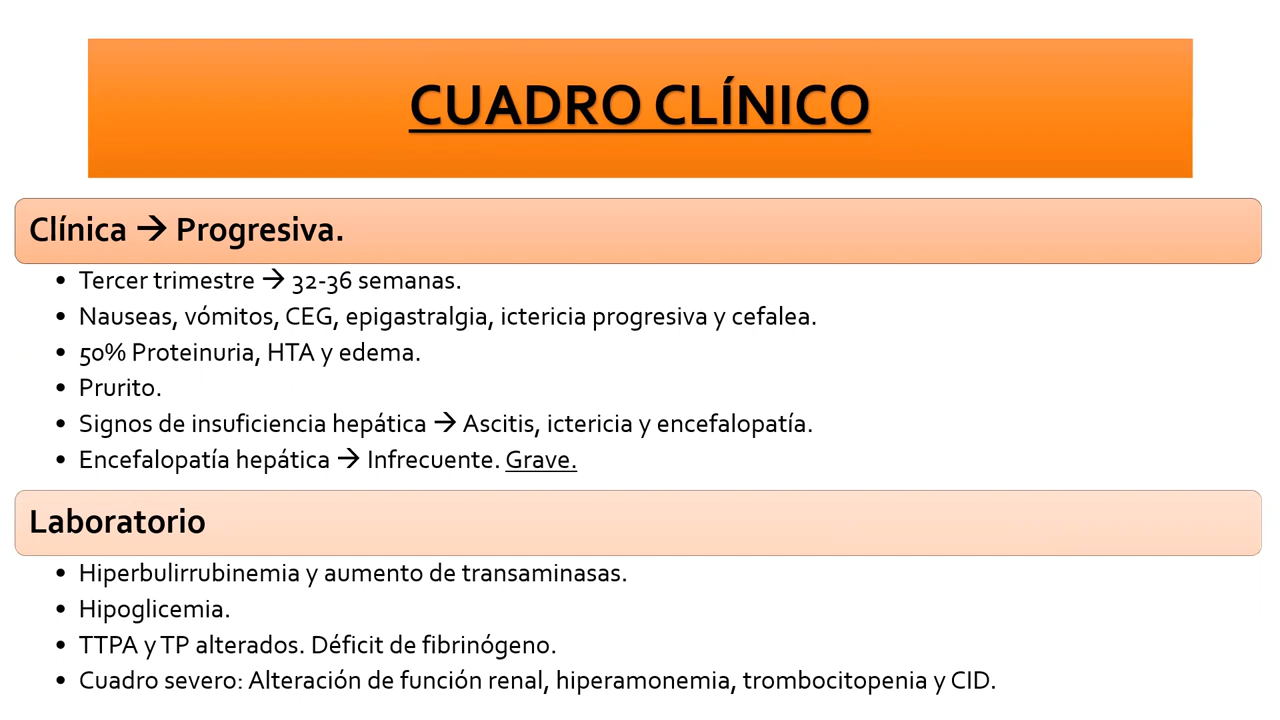 CUADRO CLÍNICO
Clínica → Progresiva.
• Tercer trimestre → 32-36 semanas.
• Nauseas, vómitos, CEG, epigastralgia, ictericia progresiva y cefalea.
• 50% Proteinuria, HTA y edema.
• Prurito.
• Signos de insuficiencia hepática → Ascitis, ictericia y encefalopatía.
• Encefalopatía hepática → Infrecuente. Grave.
Laboratorio
• Hiperbulirrubinemia y aumento de transaminasas.
• Hipoglicemia.
• TTPA y TP alterados. Déficit de fibrinógeno.
• Cuadro severo: Alteración de función renal, hiperamonemia, trombocitopenia y CID.